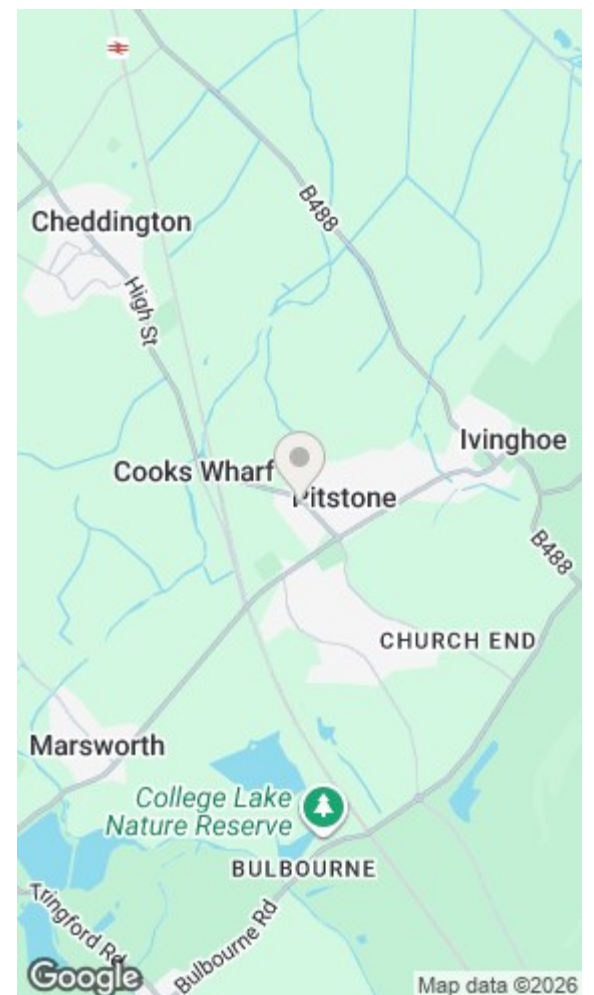 B488
Cheddington
High St
Ivinghoe
Cooks Wharf
Pitstone
B488
CHURCH END
Marsworth
College Lake
Nature Reserve
BULBOURNE
Tringford Rd
Bulbourne Rd
Google
Map data ©2026